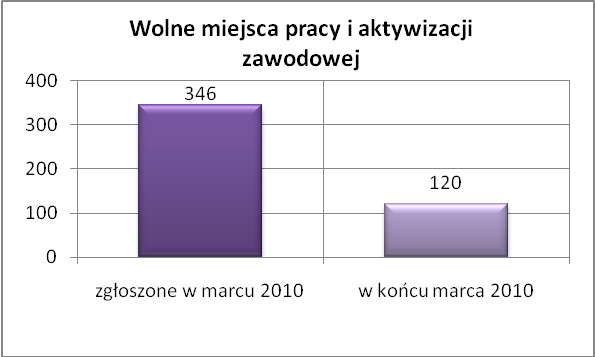 Wolne miejsca pracy i aktywizacji
zawodowej
400
300
200
100
0
346
120
zgłoszone w marcu 2010
w końcu marca 2010